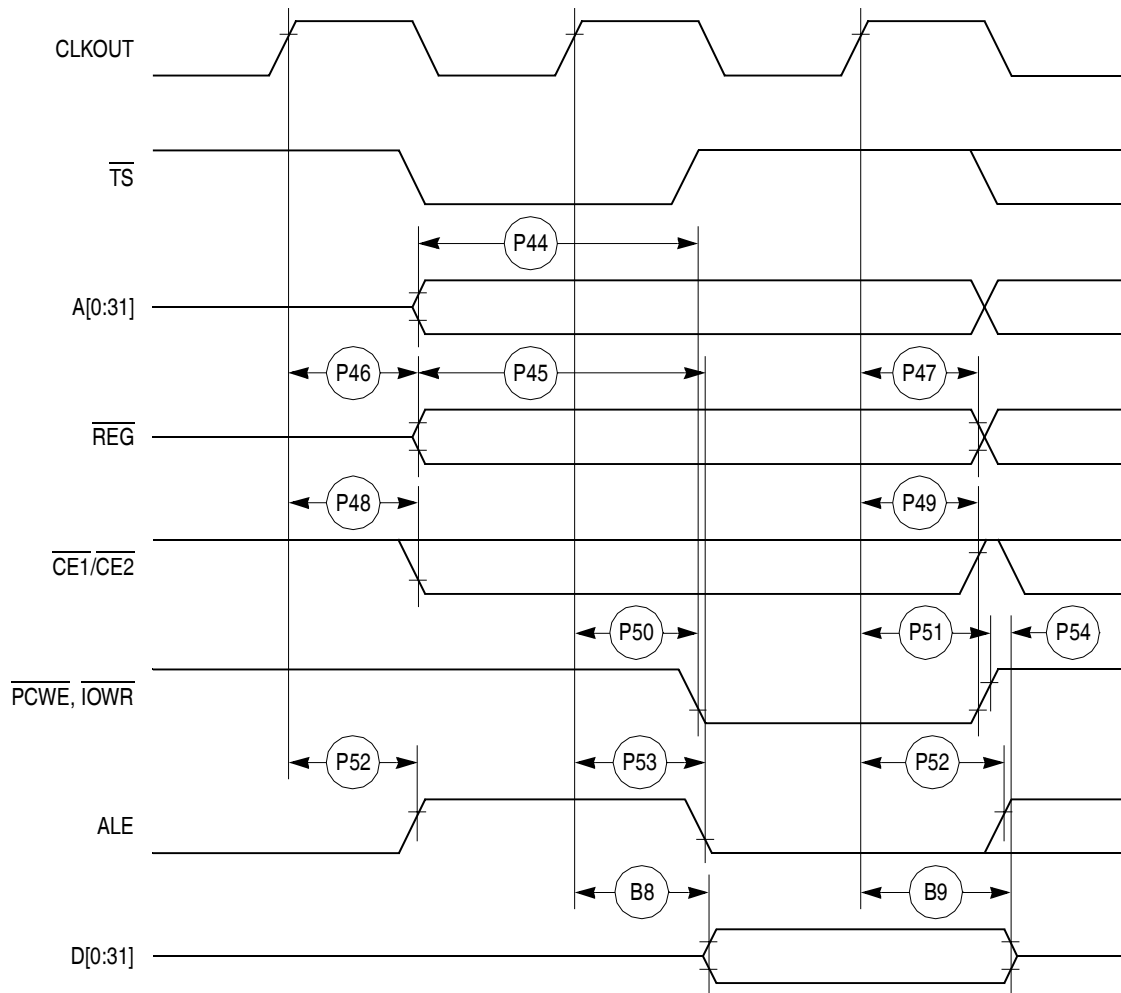 CLKOUT
TS
P44
A[0:31]
P46 P45 P47
REG
P48 P49
CE1/CE2
P50 P51 P54
PCWE, IOWR
P52 P53 P52
ALE
B8 B9
D[0:31]